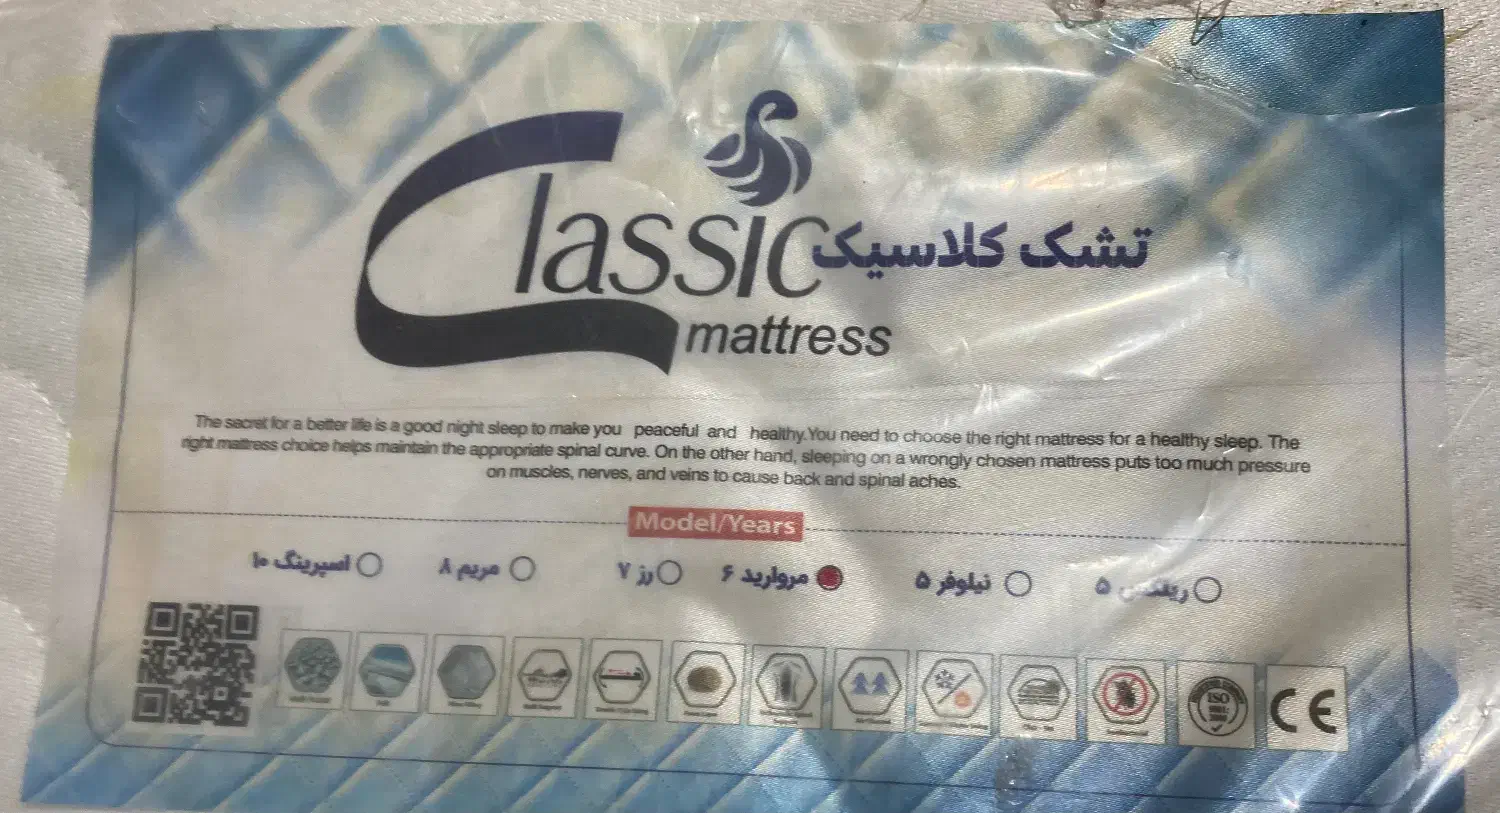 Classic تشک کلاسیک
mattress
The sacret for a better life is a good night sleep to make you peaceful and healthy.You need to choose the right mattress for a healthy sleep. The
right mattress choice helps maintain the appropriate spinal curve. On the other hand, sleeping on a wrongly chosen mattress puts too much pressure
on muscles, nerves, and veins to cause back and spinal aches.
Model/Years
۵ نیلوفر ۵ مروارید ۶ رز ۷ مریم ۸ اسپرینگ ۱۰
ISO
CE